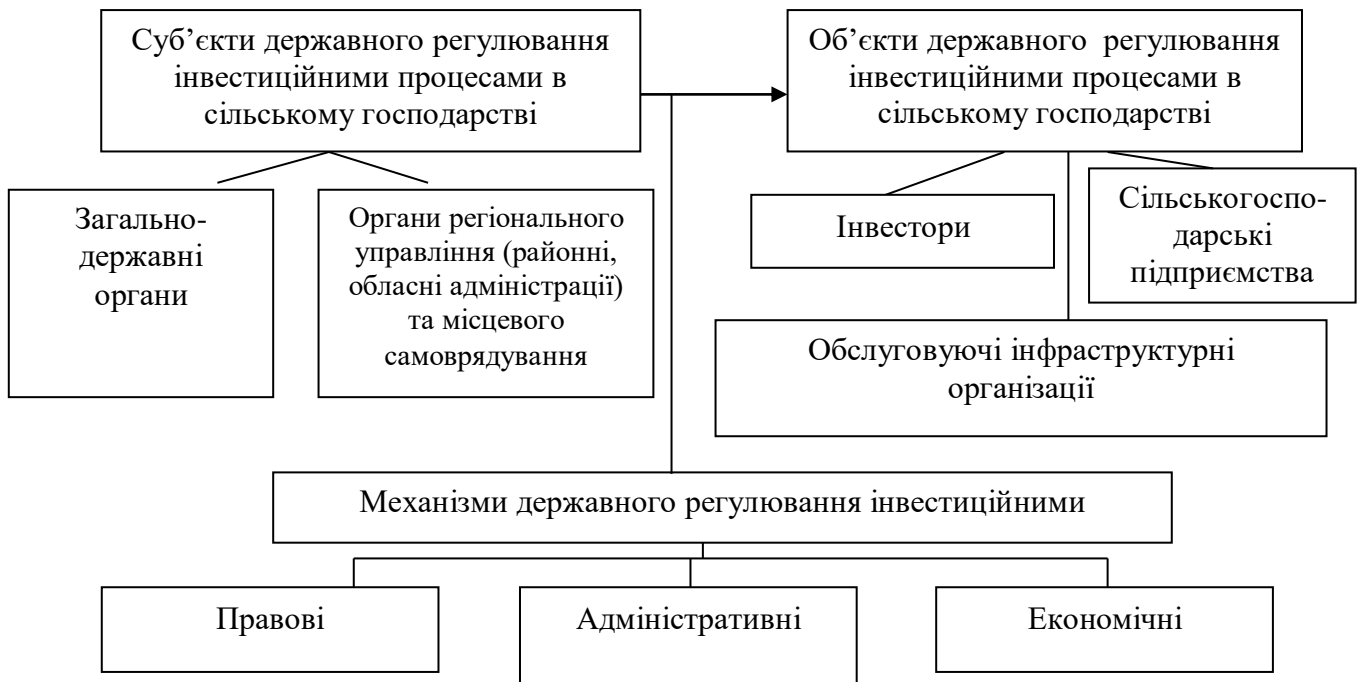 Суб’єкти державного регулювання
інвестиційними процесами в
сільському господарстві
Об’єкти державного регулювання
інвестиційними процесами в
сільському господарстві
Загально-
державні
органи
Органи регіонального
управління (районні,
обласні адміністрації)
та місцевого
самоврядування
Інвестори
Сільськогоспо-
дарські
підприємства
Обслуговуючі інфраструктурні
організації
Механізми державного регулювання інвестиційними
Правові
Адміністративні
Економічні